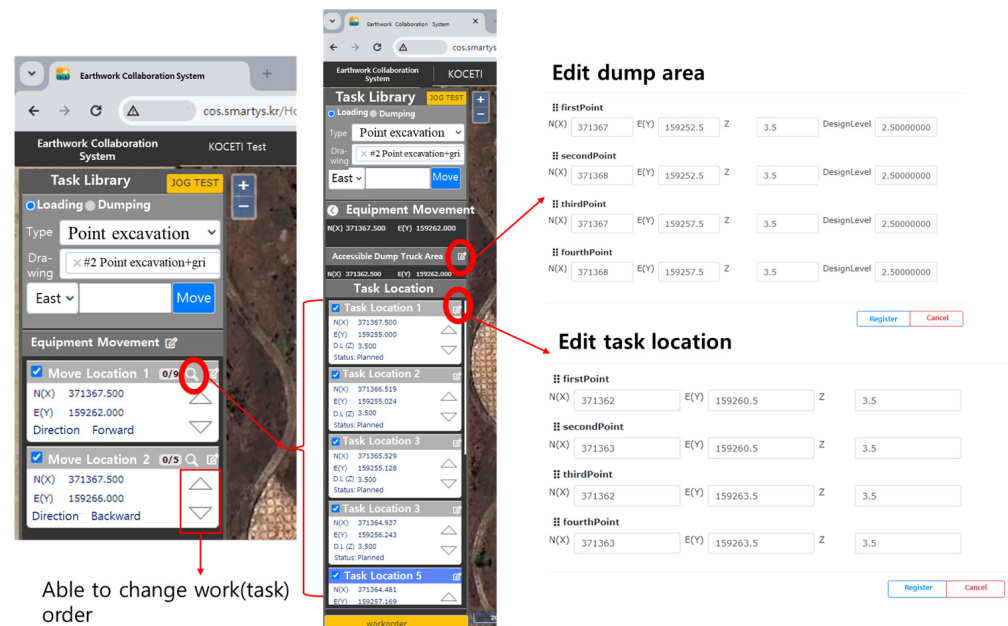 Earthwork Collaboration System
cos.smartys.kr/Ho
Earthwork Collaboration
System
KOCETI Test
Task Library
JOG TEST
Loading Dumping
Type Point excavation
Dra-
wing
×#2 Point excavation+gri
East
Move
Equipment Movement
Move Location 1 0/9
N(X) 371367.500
E(Y) 159262.000
Direction Forward
Move Location 2 0/5
N(X) 371367.500
E(Y) 159266.000
Direction Backward
+
−
Able to change work(task)
order
Earthwork Collaboration System ×
cos.smartys
Earthwork Collaboration
System
KOCETI
Task Library
JOG TEST
Loading Dumping
Type Point excavation
Dra-
wing
× #2 Point excavation+gri
East
Move
+
−
Equipment Movement
N(X) 371367.500 E(Y) 159262.000
Accessible Dump Truck Area
N(X) 371362.500 E(Y) 159262.000
Task Location
Task Location 1
N(X) 371367.500
E(Y) 159255.000
D.L (Z) 3.500
Status: Planned
Task Location 2
N(X) 371366.519
E(Y) 159255.024
D.L (Z) 3.500
Status: Planned
Task Location 3
N(X) 371365.529
E(Y) 159255.128
D.L (Z) 3.500
Status: Planned
Task Location 3
N(X) 371364.937
E(Y) 159256.243
D.L (Z) 3.500
Status: Planned
Task Location 5
N(X) 371364.481
E(Y) 159257.169
workorder
20
Edit dump area
firstPoint
N(X) 371367 E(Y) 159252.5 Z 3.5 DesignLevel 2.50000000
secondPoint
N(X) 371368 E(Y) 159252.5 Z 3.5 DesignLevel 2.50000000
thirdPoint
N(X) 371367 E(Y) 159257.5 Z 3.5 DesignLevel 2.50000000
fourthPoint
N(X) 371368 E(Y) 159257.5 Z 3.5 DesignLevel 2.50000000
Register Cancel
Edit task location
firstPoint
N(X) 371362 E(Y) 159260.5 Z 3.5
secondPoint
N(X) 371363 E(Y) 159260.5 Z 3.5
thirdPoint
N(X) 371362 E(Y) 159263.5 Z 3.5
fourthPoint
N(X) 371363 E(Y) 159263.5 Z 3.5
Register Cancel